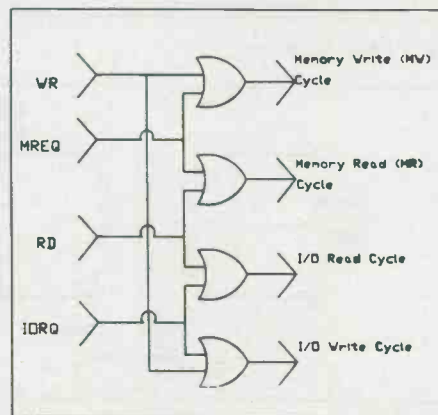 WR
Memory Write (MW)
Cycle
MREQ
Memory Read (MR)
Cycle
RD
I/O Read Cycle
IORQ
I/O Write Cycle